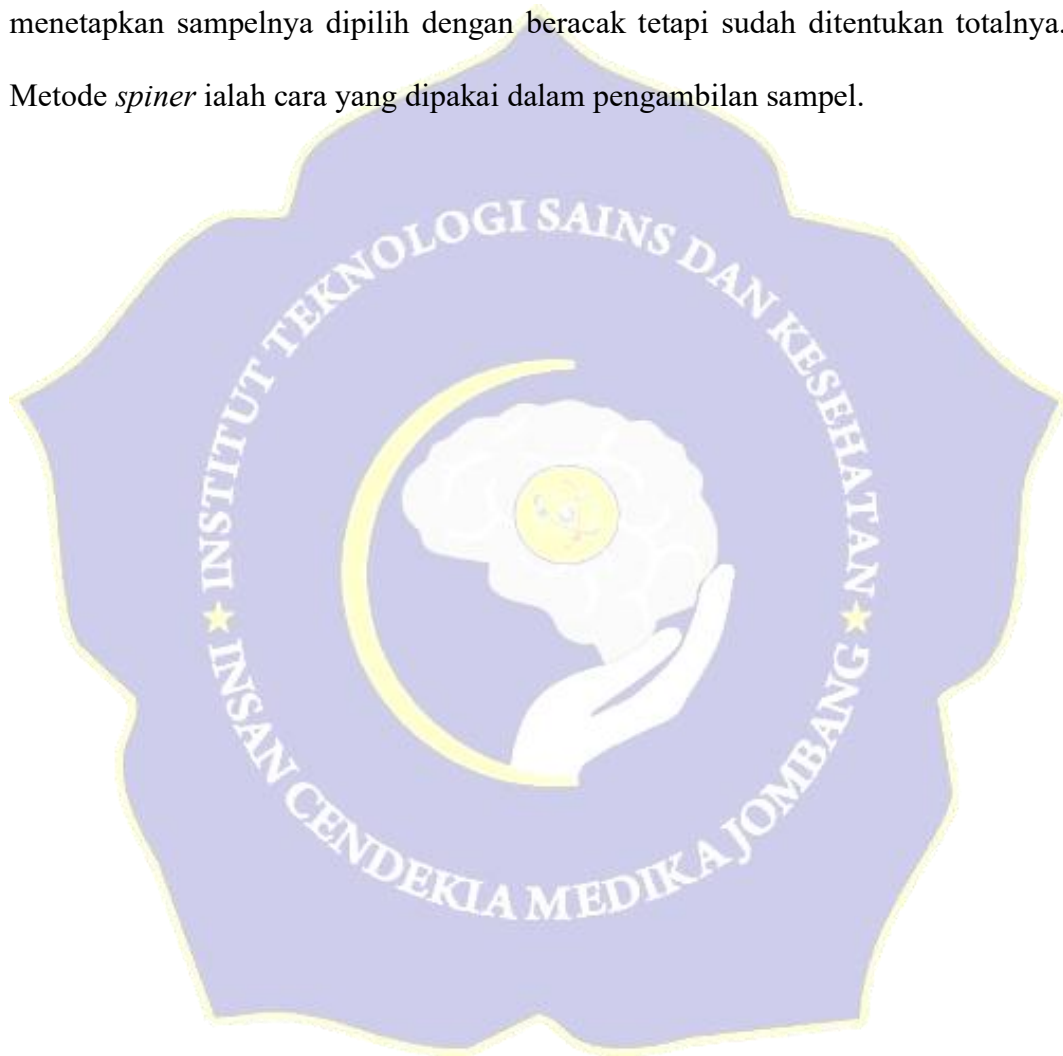 menetapkan sampelnya dipilih dengan beracak tetapi sudah ditentukan totalnya.
Metode spiner ialah cara yang dipakai dalam pengambilan sampel.
INSTITUT TEKNOLOGI SAINS DAN KESEHATAN
INSAN CENDEKIA MEDIKA JOMBANG